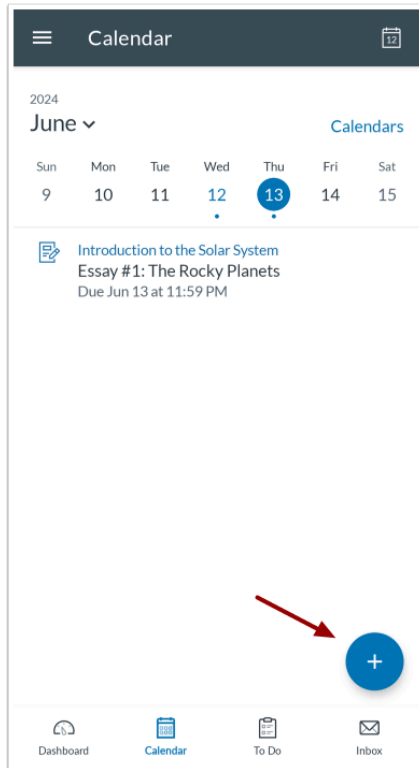 Calendar
12
2024
June
Calendars
Sun Mon Tue Wed Thu Fri Sat
9 10 11 12 13 14 15
Introduction to the Solar System
Essay #1: The Rocky Planets
Due Jun 13 at 11:59 PM
+
Dashboard Calendar To Do Inbox